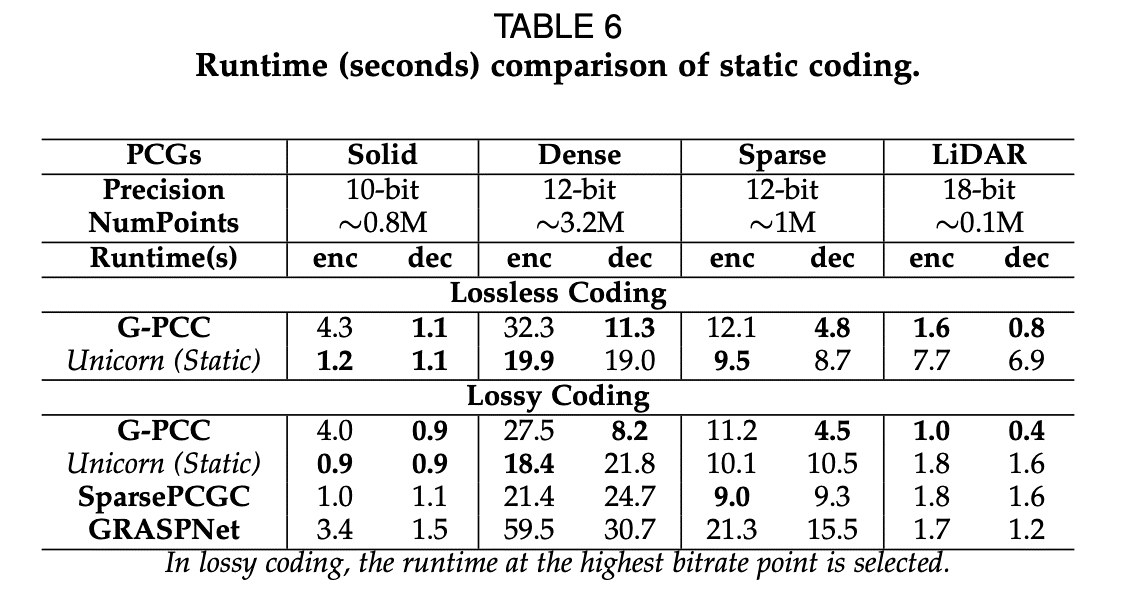 TABLE 6
Runtime (seconds) comparison of static coding.
PCGs Solid Dense Sparse LiDAR
Precision 10-bit 12-bit 12-bit 18-bit
NumPoints ∼0.8M ∼3.2M ∼1M ∼0.1M
Runtime(s) enc dec enc dec enc dec enc dec
Lossless Coding
G-PCC 4.3 1.1 32.3 11.3 12.1 4.8 1.6 0.8
Unicorn (Static) 1.2 1.1 19.9 19.0 9.5 8.7 7.7 6.9
Lossy Coding
G-PCC 4.0 0.9 27.5 8.2 11.2 4.5 1.0 0.4
Unicorn (Static) 0.9 0.9 18.4 21.8 10.1 10.5 1.8 1.6
SparsePCGC 1.0 1.1 21.4 24.7 9.0 9.3 1.8 1.6
GRASPNet 3.4 1.5 59.5 30.7 21.3 15.5 1.7 1.2
In lossy coding, the runtime at the highest bitrate point is selected.